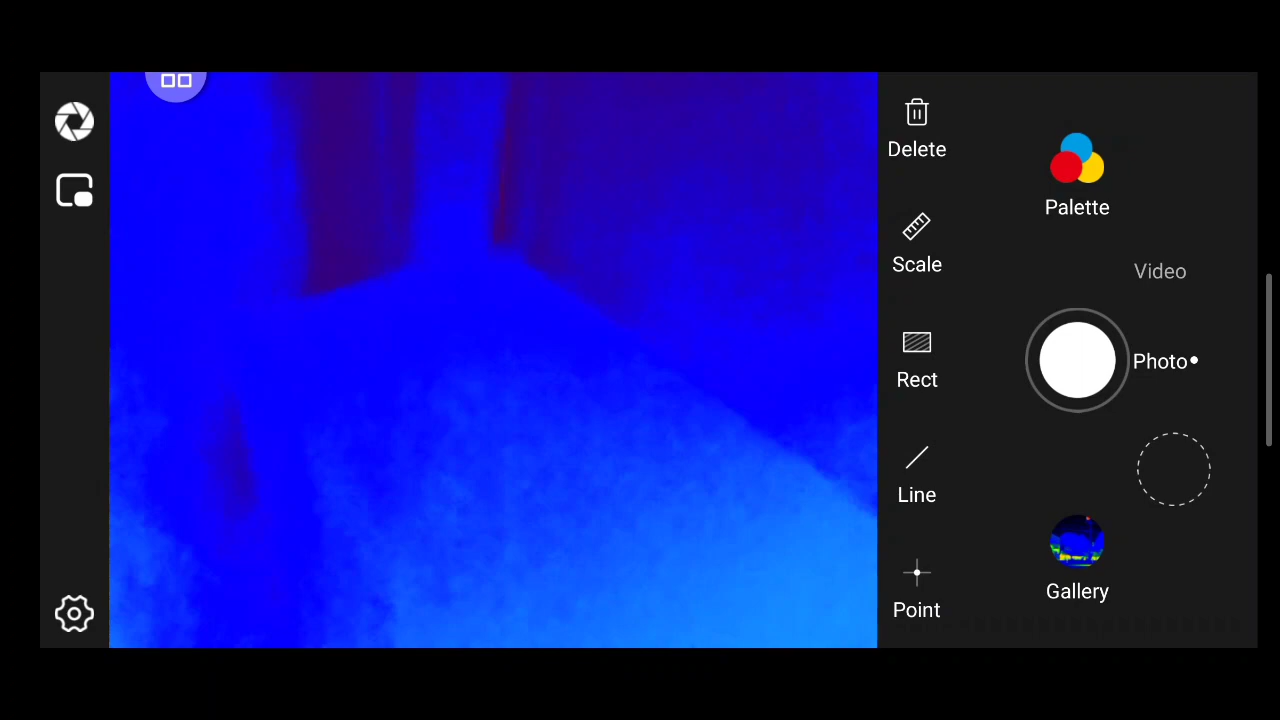 Delete
Palette
Scale
Video
Rect
Photo
Line
Gallery
Point